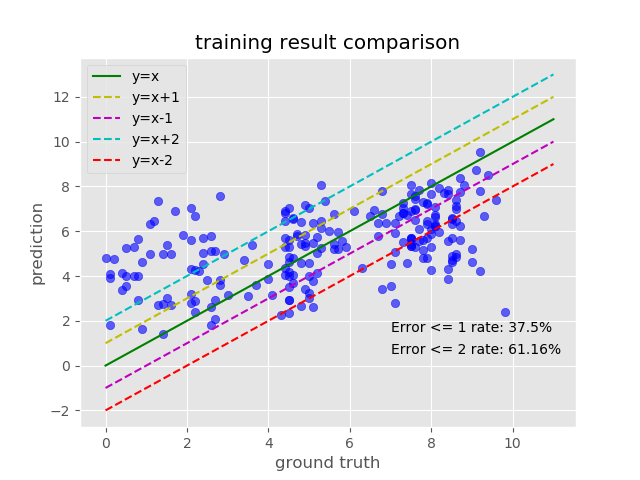 training result comparison
y=x
y=x+1
y=x-1
y=x+2
y=x-2
12
10
8
6
4
2
0
−2
prediction
Error <= 1 rate: 37.5%
Error <= 2 rate: 61.16%
0 2 4 6 8 10
ground truth